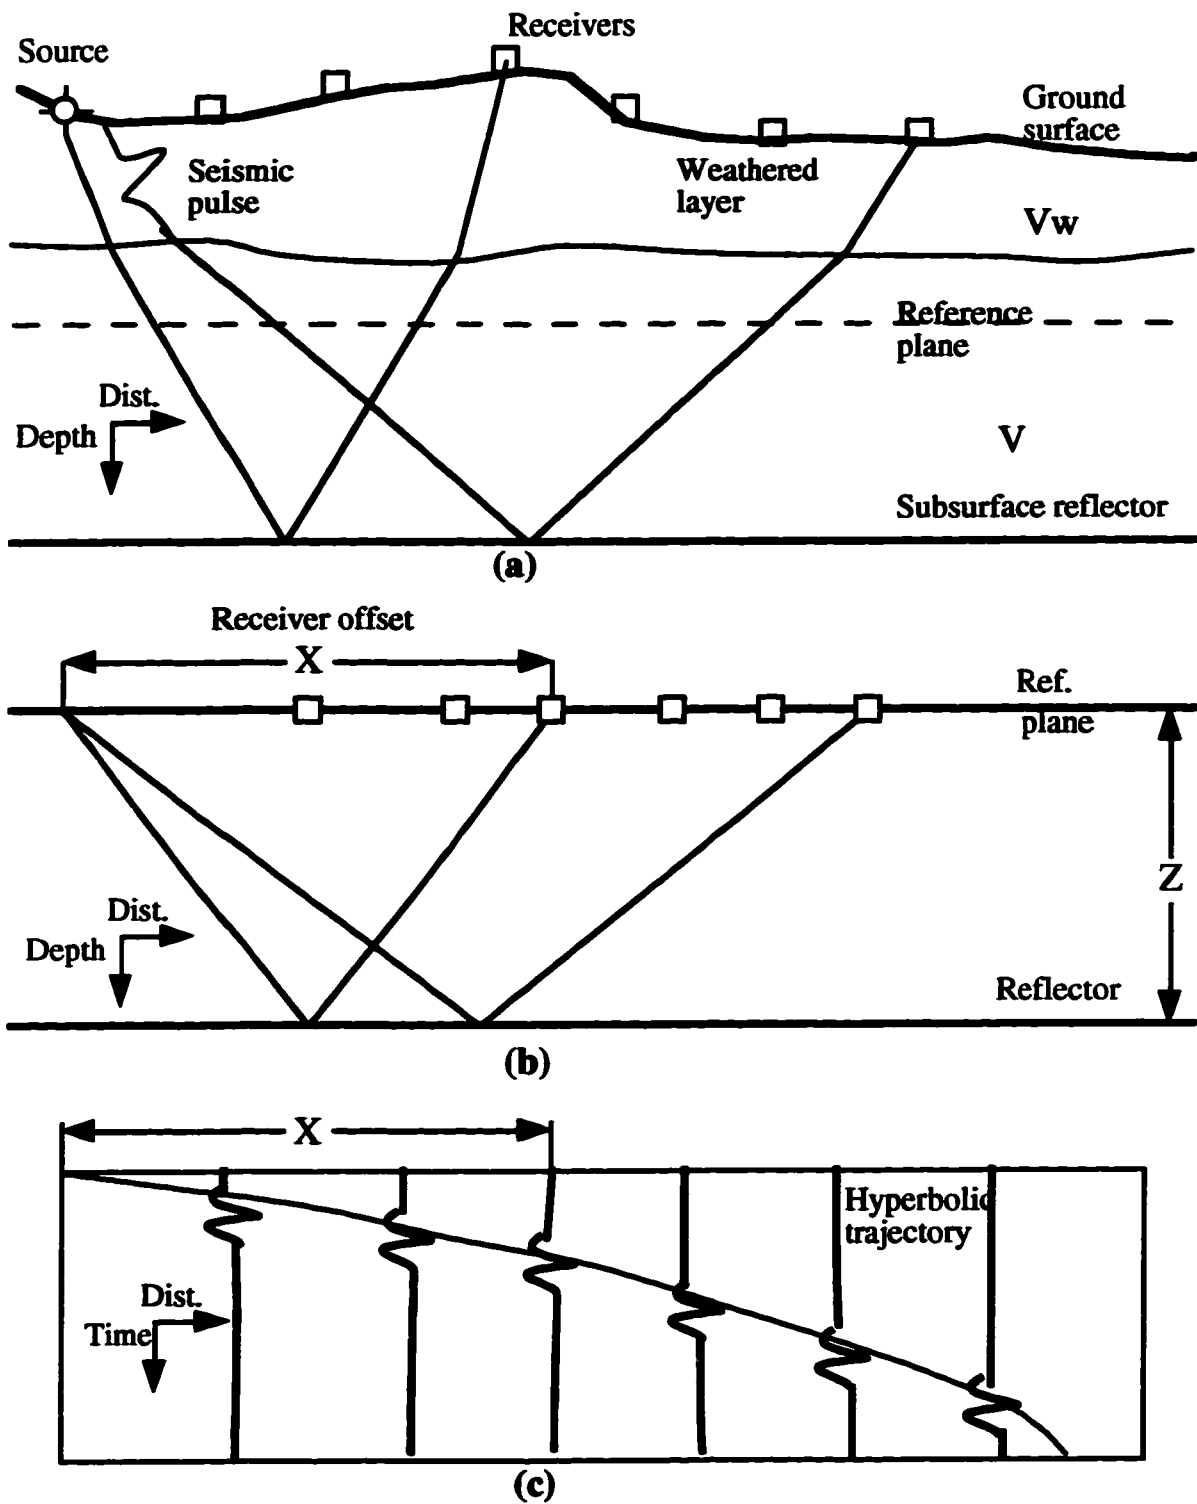 Receivers
Source
Ground
surface
Seismic
pulse
Weathered
layer
Vw
Reference
plane
Dist.
Depth
V
Subsurface reflector
(a)
Receiver offset
X
Ref.
plane
Z
Dist.
Depth
Reflector
(b)
X
Hyperbolic
trajectory
Dist.
Time
(c)